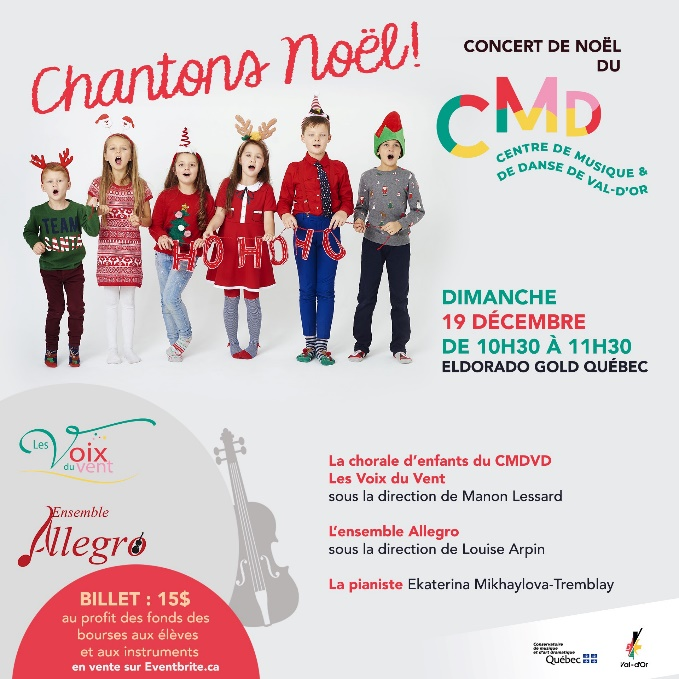 Chantons Noël!
CONCERT DE NOËL
DU
CMD
CENTRE DE MUSIQUE &
DE DANSE DE VAL-D'OR
TEAM
SANTA
HO HO HO
DIMANCHE
19 DÉCEMBRE
DE 10H30 À 11H30
ELDORADO GOLD QUÉBEC
Les
Voix
du vent
Ensemble
Allegro
La chorale d'enfants du CMDVD
Les Voix du Vent
sous la direction de Manon Lessard
L'ensemble Allegro
sous la direction de Louise Arpin
La pianiste Ekaterina Mikhaylova-Tremblay
BILLET : 15$
au profit des fonds des
bourses aux élèves
et aux instruments
en vente sur Eventbrite.ca
Conservatoire
de musique
et d'art dramatique
Québec
Val-d'Or